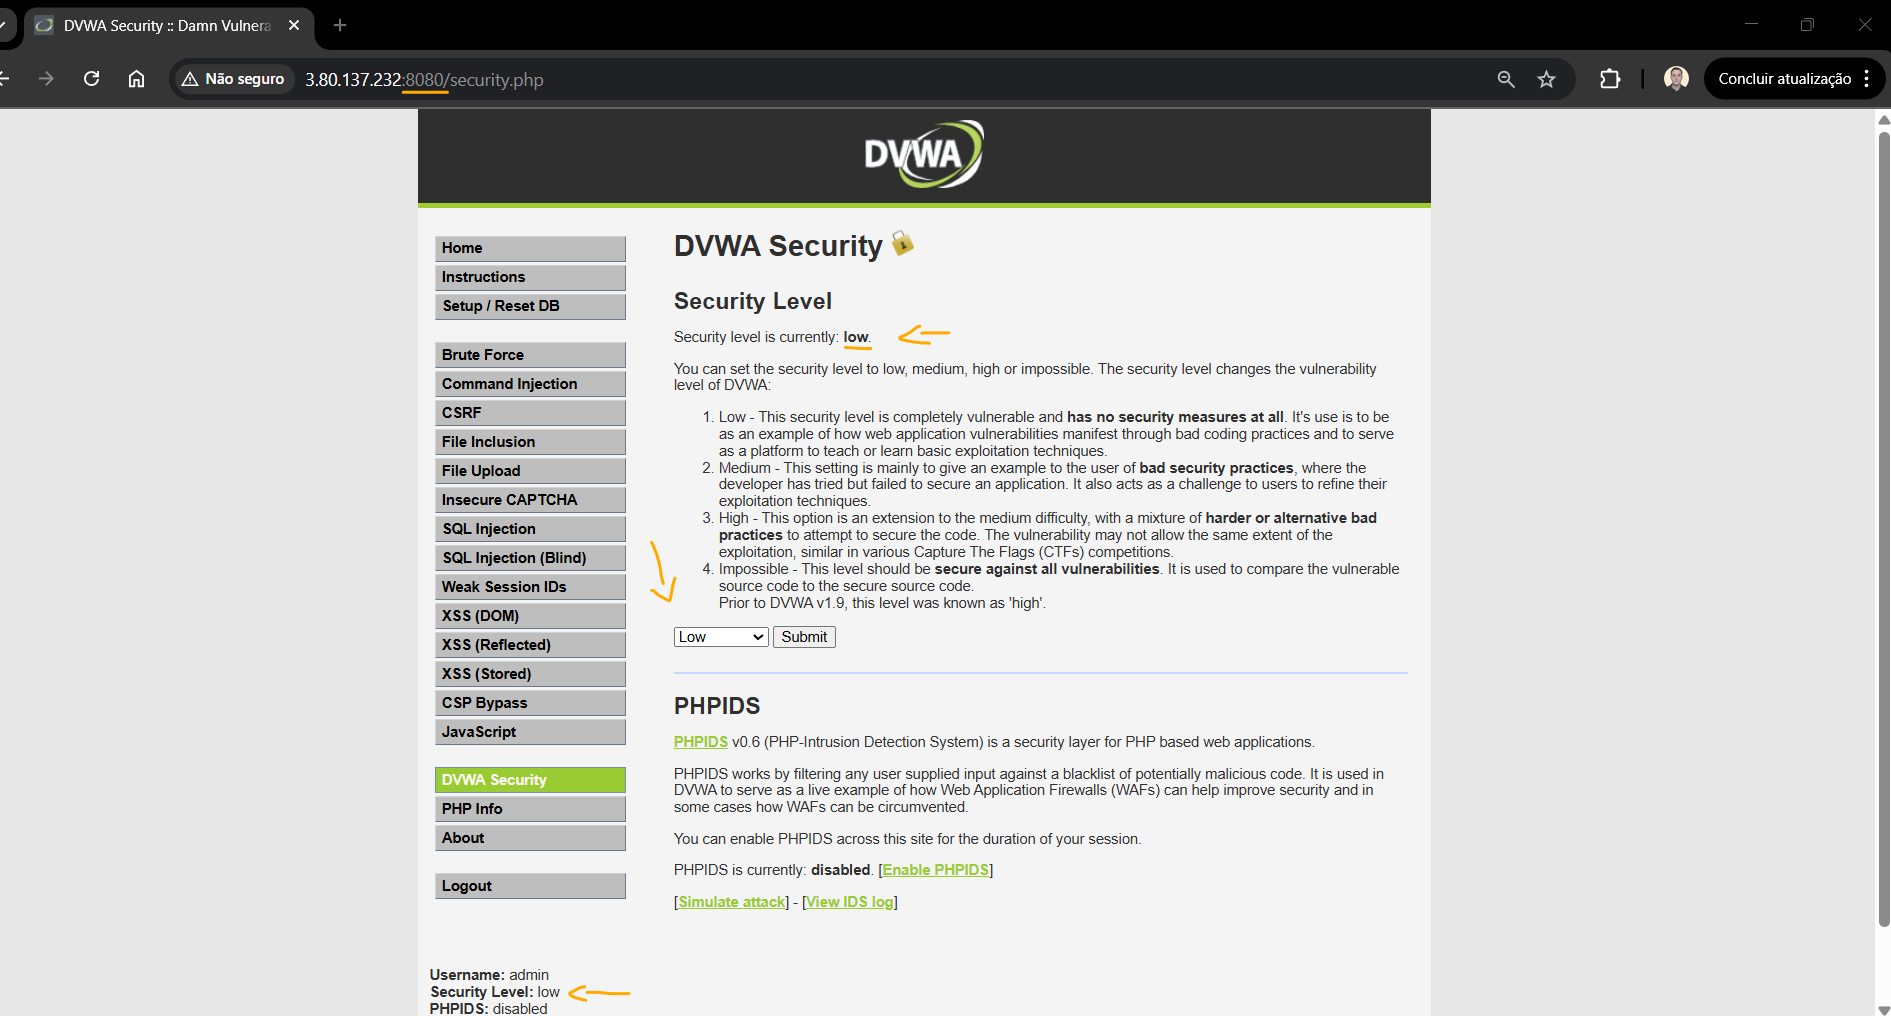 DVWA Security :: Damn Vulnera
Não seguro
3.80.137.232:8080/security.php
Concluir atualização
DVWA
Home
Instructions
Setup / Reset DB
Brute Force
Command Injection
CSRF
File Inclusion
File Upload
Insecure CAPTCHA
SQL Injection
SQL Injection (Blind)
Weak Session IDs
XSS (DOM)
XSS (Reflected)
XSS (Stored)
CSP Bypass
JavaScript
DVWA Security
PHP Info
About
Logout
DVWA Security
Security Level
Security level is currently: low.
You can set the security level to low, medium, high or impossible. The security level changes the vulnerability
level of DVWA:
1. Low - This security level is completely vulnerable and has no security measures at all. It's use is to be
as an example of how web application vulnerabilities manifest through bad coding practices and to serve
as a platform to teach or learn basic exploitation techniques.
2. Medium - This setting is mainly to give an example to the user of bad security practices, where the
developer has tried but failed to secure an application. It also acts as a challenge to users to refine their
exploitation techniques.
3. High - This option is an extension to the medium difficulty, with a mixture of harder or alternative bad
practices to attempt to secure the code. The vulnerability may not allow the same extent of the
exploitation, similar in various Capture The Flags (CTFs) competitions.
4. Impossible - This level should be secure against all vulnerabilities. It is used to compare the vulnerable
source code to the secure source code.
Prior to DVWA v1.9, this level was known as 'high'.
Low Submit
PHPIDS
PHPIDS v0.6 (PHP-Intrusion Detection System) is a security layer for PHP based web applications.
PHPIDS works by filtering any user supplied input against a blacklist of potentially malicious code. It is used in
DVWA to serve as a live example of how Web Application Firewalls (WAFs) can help improve security and in
some cases how WAFs can be circumvented.
You can enable PHPIDS across this site for the duration of your session.
PHPIDS is currently: disabled. [Enable PHPIDS]
[Simulate attack] - [View IDS log]
Username: admin
Security Level: low
PHPIDS: disabled